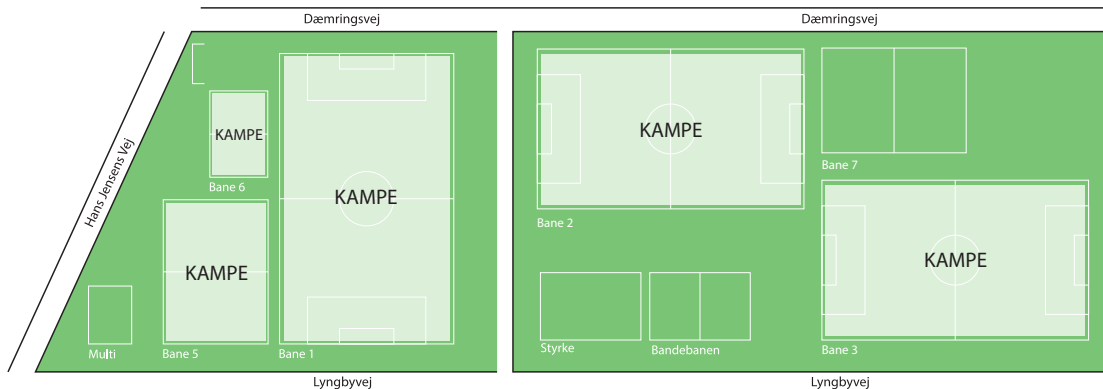 Dæmringsvej
Dæmringsvej
Hans Jensens Vej
KAMPE
Bane 6
KAMPE
KAMPE
Multi
Bane 5
Bane 1
Lyngbyvej
KAMPE
Bane 2
Bane 7
KAMPE
Styrke
Bandebanen
Bane 3
Lyngbyvej